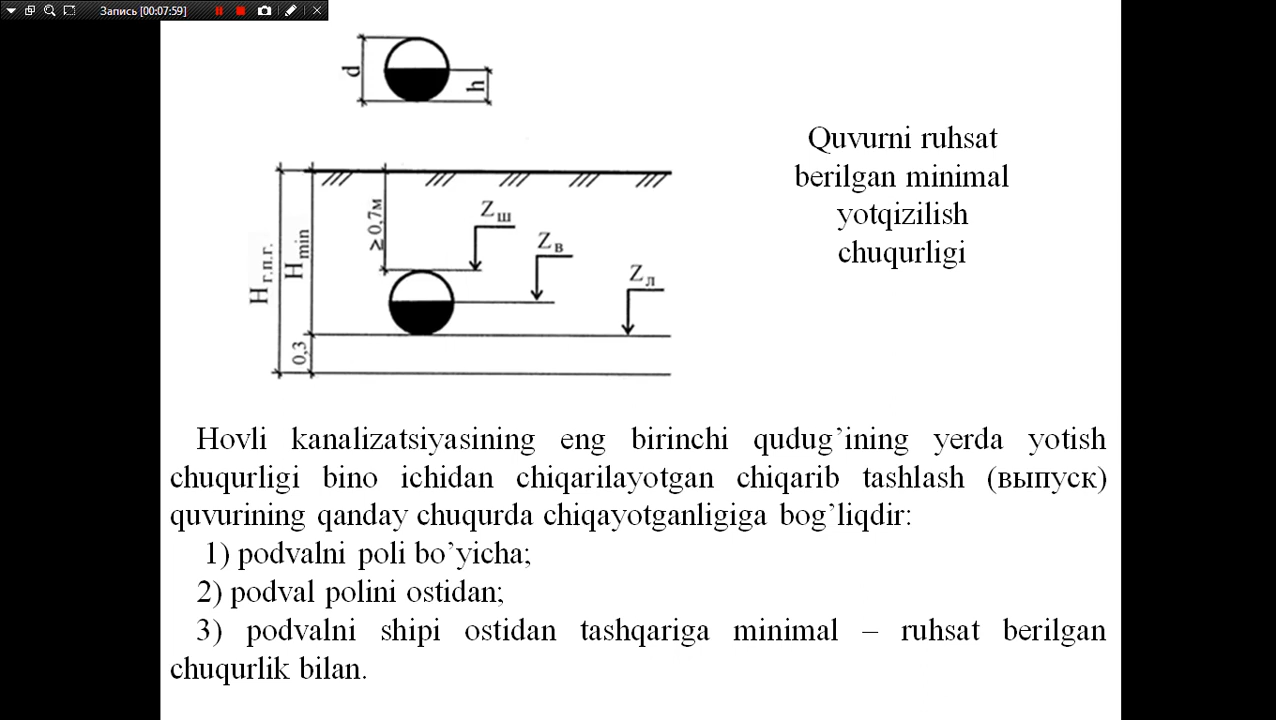 Запись [00:07:59]
d
h
Quvurni ruhsat
berilgan minimal
yotqizilish
chuqurligi
≥0,7м
Zш
Zв
Zл
Hг.п.г.
Hmin
0,3
Hovli kanalizatsiyasining eng birinchi qudug’ining yerda yotish
chuqurligi bino ichidan chiqarilayotgan chiqarib tashlash (выпуск)
quvurining qanday chuqurda chiqayotganligiga bog’liqdir:
1) podvalni poli bo’yicha;
2) podval polini ostidan;
3) podvalni shipi ostidan tashqariga minimal – ruhsat berilgan
chuqurlik bilan.